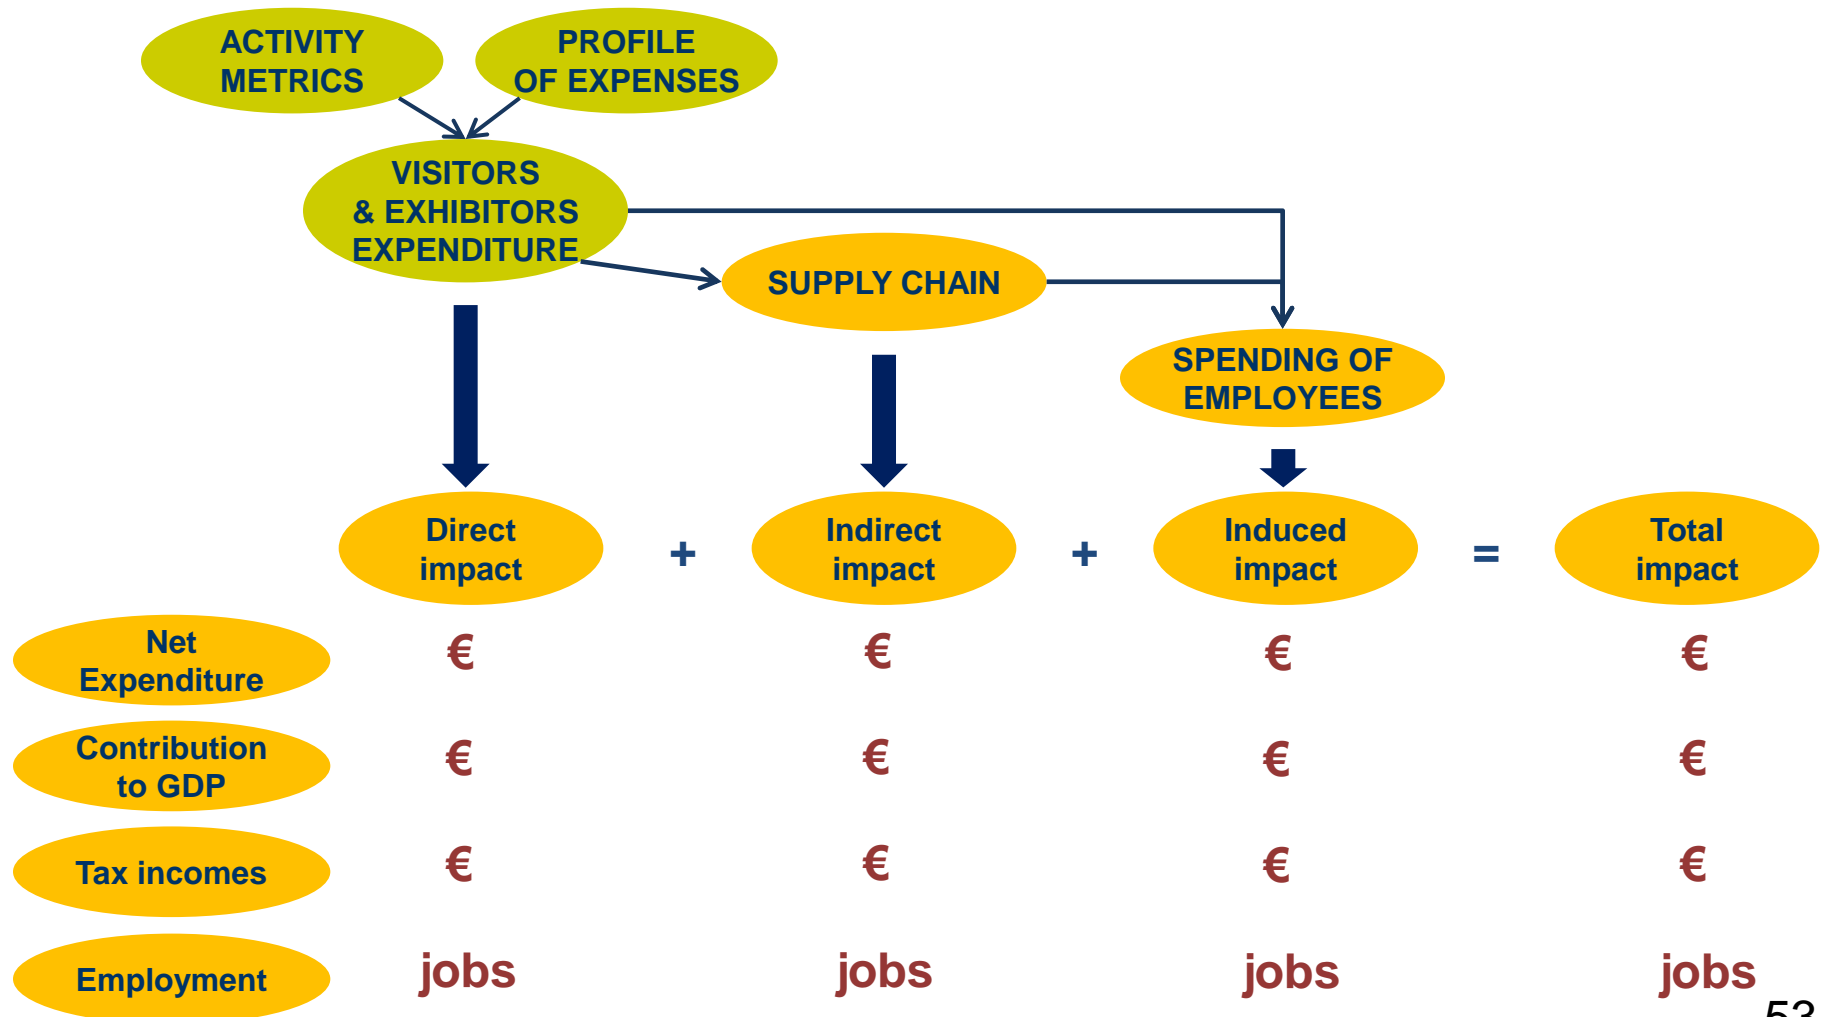 ACTIVITY
METRICS
PROFILE
OF EXPENSES
VISITORS
& EXHIBITORS
EXPENDITURE
SUPPLY CHAIN
SPENDING OF
EMPLOYEES
Direct
impact
+
Indirect
impact
+
Induced
impact
=
Total
impact
Net
Expenditure
€ € € €
Contribution
to GDP
€ € € €
Tax incomes
€ € € €
Employment
jobs jobs jobs jobs
53